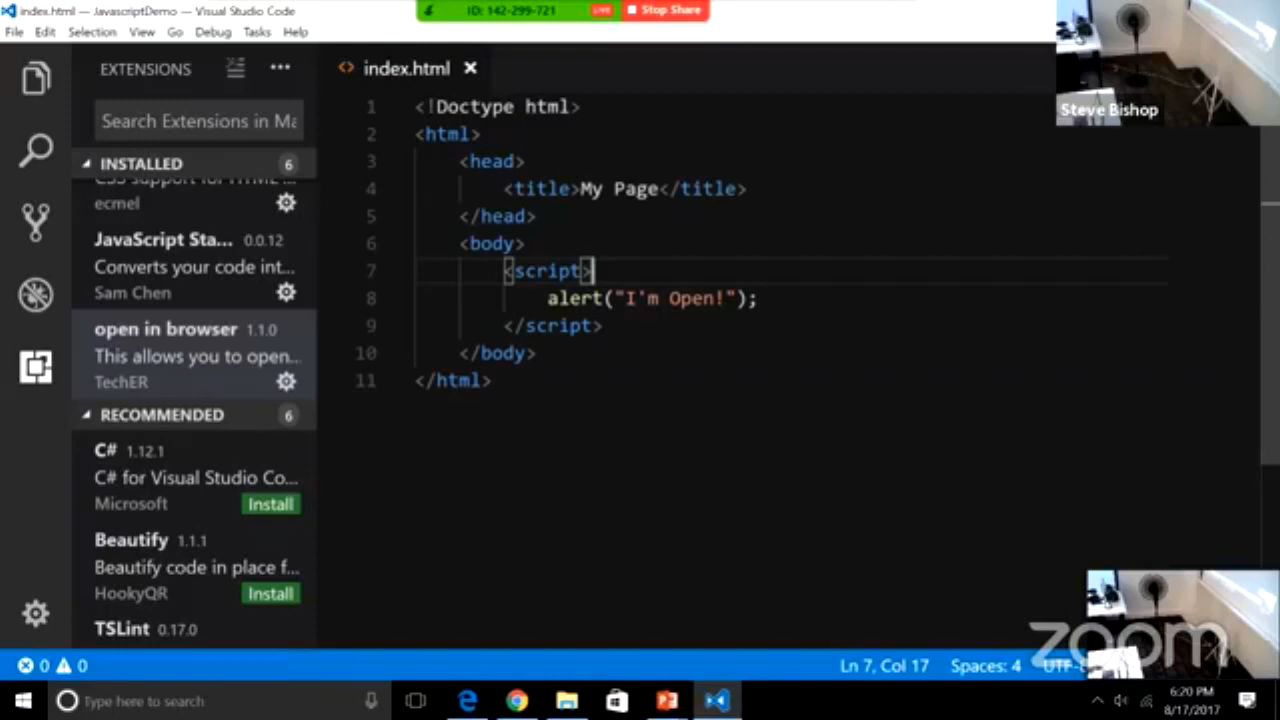 index.html — JavascriptDemo — Visual Studio Code
ID: 142-299-721 LIVE Stop Share
File Edit Selection View Go Debug Tasks Help
EXTENSIONS
Search Extensions in Ma
INSTALLED 6
CSS support for HTML ...
ecmel
JavaScript Sta... 0.0.12
Converts your code int...
Sam Chen
open in browser 1.1.0
This allows you to open...
TechER
RECOMMENDED 6
C# 1.12.1
C# for Visual Studio Co...
Microsoft Install
Beautify 1.1.1
Beautify code in place f...
HookyQR Install
TSLint 0.17.0
index.html
1 <!Doctype html>
2 <html>
3 <head>
4 <title>My Page</title>
5 </head>
6 <body>
7 <script>
8 alert("I'm Open!");
9 </script>
10 </body>
11 </html>
Steve Bishop
zoom
0 0
Ln 7, Col 17 Spaces: 4
Type here to search
6:20 PM
8/17/2017